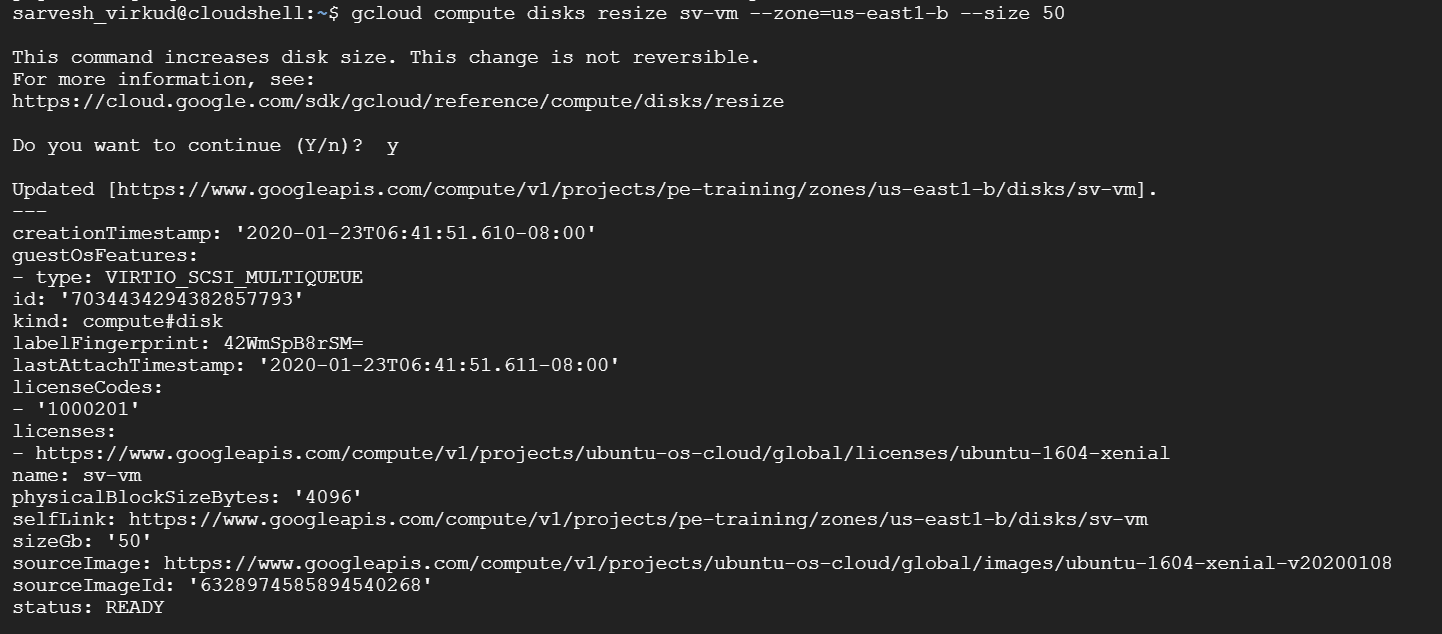 sarvesh_virkud@cloudshell:~$ gcloud compute disks resize sv-vm --zone=us-east1-b --size 50
This command increases disk size. This change is not reversible.
For more information, see:
https://cloud.google.com/sdk/gcloud/reference/compute/disks/resize
Do you want to continue (Y/n)?  y
Updated [https://www.googleapis.com/compute/v1/projects/pe-training/zones/us-east1-b/disks/sv-vm].
---
creationTimestamp: '2020-01-23T06:41:51.610-08:00'
guestOsFeatures:
- type: VIRTIO_SCSI_MULTIQUEUE
id: '7034434294382857793'
kind: compute#disk
labelFingerprint: 42WmSpB8rSM=
lastAttachTimestamp: '2020-01-23T06:41:51.611-08:00'
licenseCodes:
- '1000201'
licenses:
- https://www.googleapis.com/compute/v1/projects/ubuntu-os-cloud/global/licenses/ubuntu-1604-xenial
name: sv-vm
physicalBlockSizeBytes: '4096'
selfLink: https://www.googleapis.com/compute/v1/projects/pe-training/zones/us-east1-b/disks/sv-vm
sizeGb: '50'
sourceImage: https://www.googleapis.com/compute/v1/projects/ubuntu-os-cloud/global/images/ubuntu-1604-xenial-v20200108
sourceImageId: '6328974585894540268'
status: READY